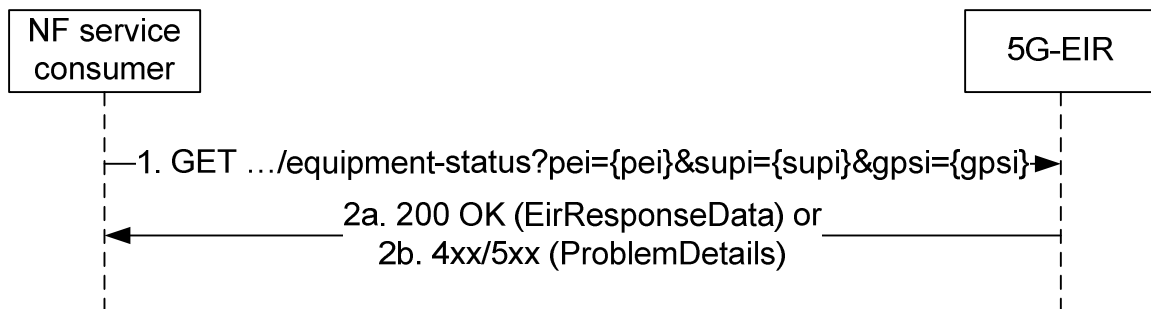 NF service
consumer
5G-EIR
1. GET …/equipment-status?pei={pei}&supi={supi}&gpsi={gpsi}
2a. 200 OK (EirResponseData) or
2b. 4xx/5xx (ProblemDetails)